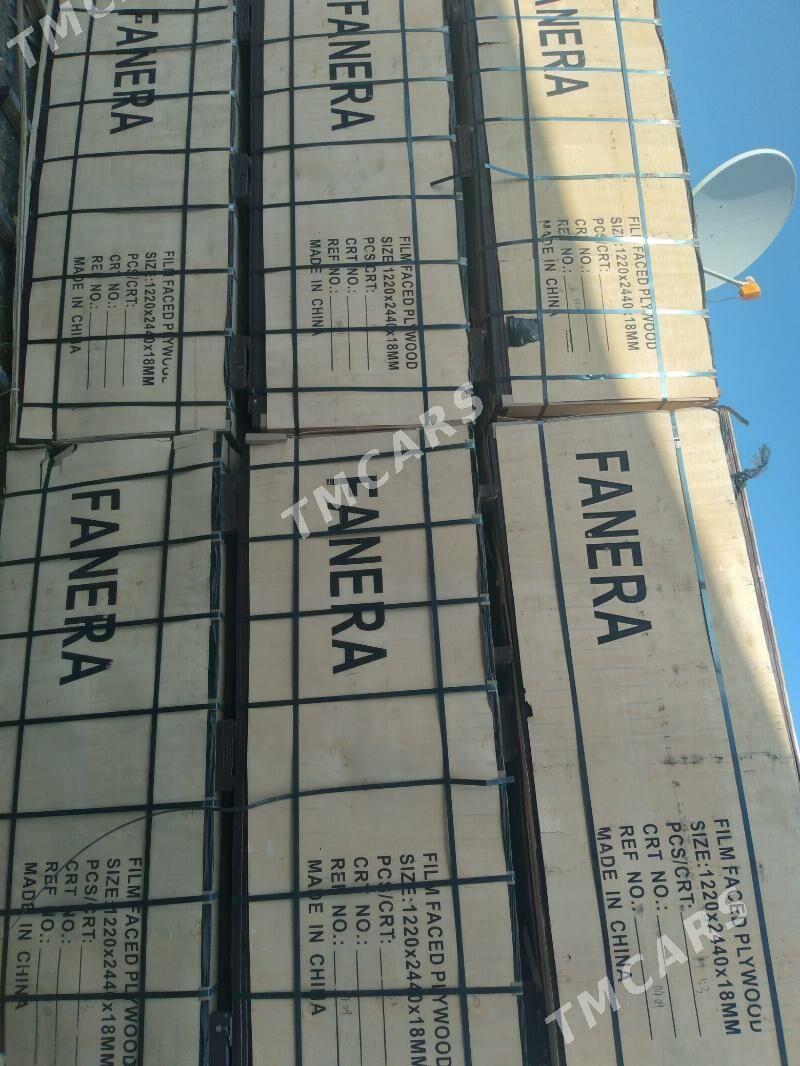 TMCARS
FANERA
FILM FACED PLYWOOD
SIZE:1220x2440x18MM
PCS/CRT:
CRT NO.:
REF NO.:
MADE IN CHINA
FANERA
FILM FACED PLYWOOD
SIZE:1220x2440x18MM
PCS/CRT:
CRT NO.:
REF NO.:
MADE IN CHINA
FANERA
FILM FACED PLYWOOD
SIZE:1220x2440x18MM
PCS/CRT:
CRT NO.:
REF NO.:
MADE IN CHINA
TMCARS
FANERA
FILM FACED PLYWOOD
SIZE:1220x2440x18MM
PCS/CRT:
CRT NO.:
REF NO.:
MADE IN CHINA
FANERA
FILM FACED PLYWOOD
SIZE:1220x2440x18MM
PCS/CRT:
CRT NO.:
REF NO.:
MADE IN CHINA
FANERA
FILM FACED PLYWOOD
SIZE:1220x2440x18MM
PCS/CRT:
CRT NO.:
REF NO.:
MADE IN CHINA
TMCARS